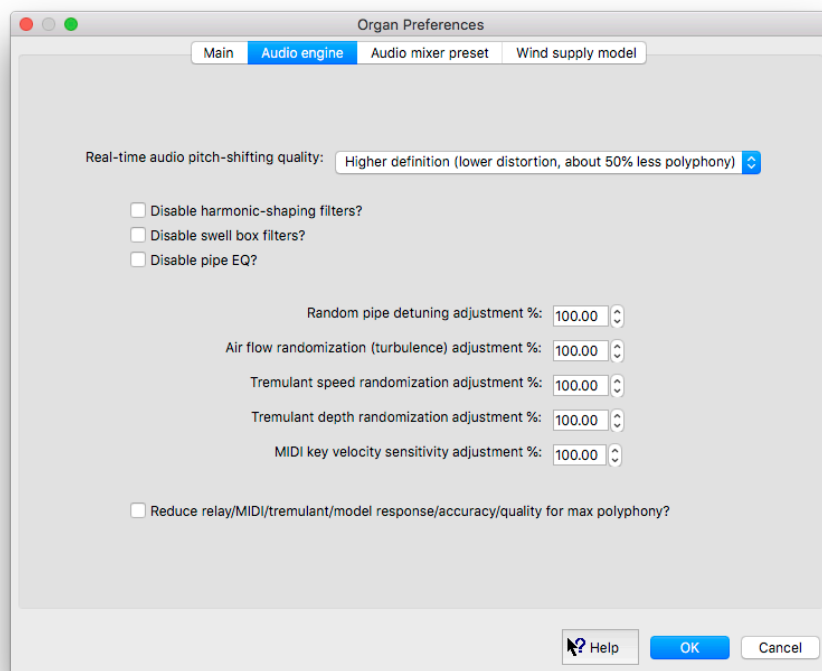 Organ Preferences
Main Audio engine Audio mixer preset Wind supply model
Real-time audio pitch-shifting quality: Higher definition (lower distortion, about 50% less polyphony)
Disable harmonic-shaping filters?
Disable swell box filters?
Disable pipe EQ?
Random pipe detuning adjustment %: 100.00
Air flow randomization (turbulence) adjustment %: 100.00
Tremulant speed randomization adjustment %: 100.00
Tremulant depth randomization adjustment %: 100.00
MIDI key velocity sensitivity adjustment %: 100.00
Reduce relay/MIDI/tremulant/model response/accuracy/quality for max polyphony?
? Help OK Cancel